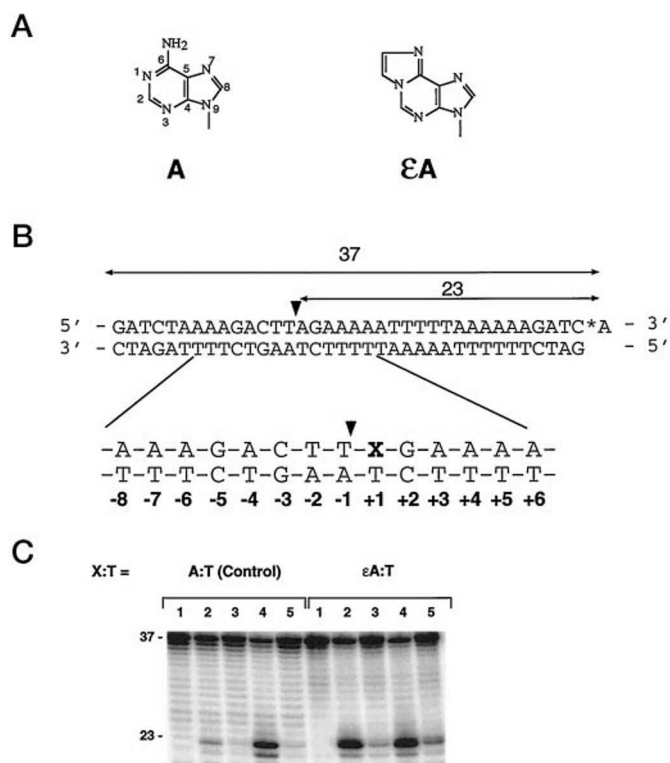 A
NH2
6
5
N 7
1 N
8
2
N
3
4
N
9
N
N
N
N
N
A
εA
B
37
23
5′ - GATCTAAAAGACTTAGAAAAATTTTTAAAAAAGATC*A - 3′
3′ - CTAGATTTTCTGAATCTTTTTAAAAATTTTTTCTAG - 5′
-A-A-A-G-A-C-T-T-X-G-A-A-A-A
-T-T-T-C-T-G-A-A-T-C-T-T-T-T
-8 -7 -6 -5 -4 -3 -2 -1 +1 +2 +3 +4 +5 +6
C
X:T = A:T (Control) εA:T
1 2 3 4 5 1 2 3 4 5
37 -
23 -